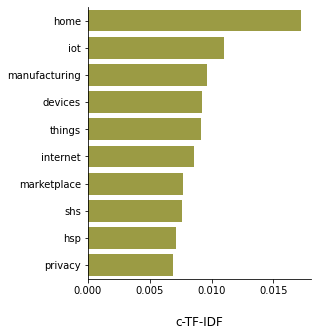 home
iot
manufacturing
devices
things
internet
marketplace
shs
hsp
privacy
0.000 0.005 0.010 0.015
c-TF-IDF